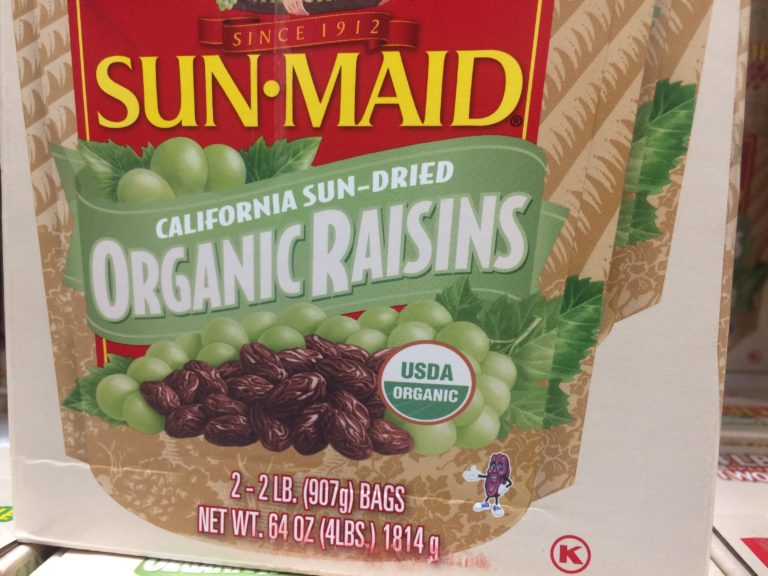 SINCE 1912
SUN•MAID®
CALIFORNIA SUN-DRIED
ORGANIC RAISINS
USDA
ORGANIC
2 - 2 LB. (907g) BAGS
NET WT. 64 OZ (4LBS.) 1814 g
K